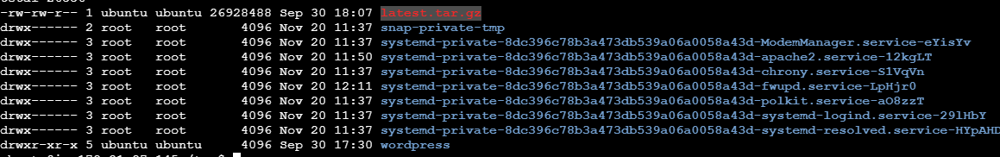 -rw-rw-r-- 1 ubuntu ubuntu 26928488 Sep 30 18:07 latest.tar.gz
drwx------ 2 root   root       4096 Nov 20 11:37 snap-private-tmp
drwx------ 3 root   root       4096 Nov 20 11:37 systemd-private-8dc396c78b3a473db539a06a0058a43d-ModemManager.service-eYisYv
drwx------ 3 root   root       4096 Nov 20 11:50 systemd-private-8dc396c78b3a473db539a06a0058a43d-apache2.service-12kgLT
drwx------ 3 root   root       4096 Nov 20 11:37 systemd-private-8dc396c78b3a473db539a06a0058a43d-chrony.service-S1VqVn
drwx------ 3 root   root       4096 Nov 20 12:11 systemd-private-8dc396c78b3a473db539a06a0058a43d-fwupd.service-LpHjr0
drwx------ 3 root   root       4096 Nov 20 11:37 systemd-private-8dc396c78b3a473db539a06a0058a43d-polkit.service-aO8zzT
drwx------ 3 root   root       4096 Nov 20 11:37 systemd-private-8dc396c78b3a473db539a06a0058a43d-systemd-logind.service-29lHbY
drwx------ 3 root   root       4096 Nov 20 11:37 systemd-private-8dc396c78b3a473db539a06a0058a43d-systemd-resolved.service-HYpAHD
drwxr-xr-x 5 ubuntu ubuntu     4096 Sep 30 17:30 wordpress